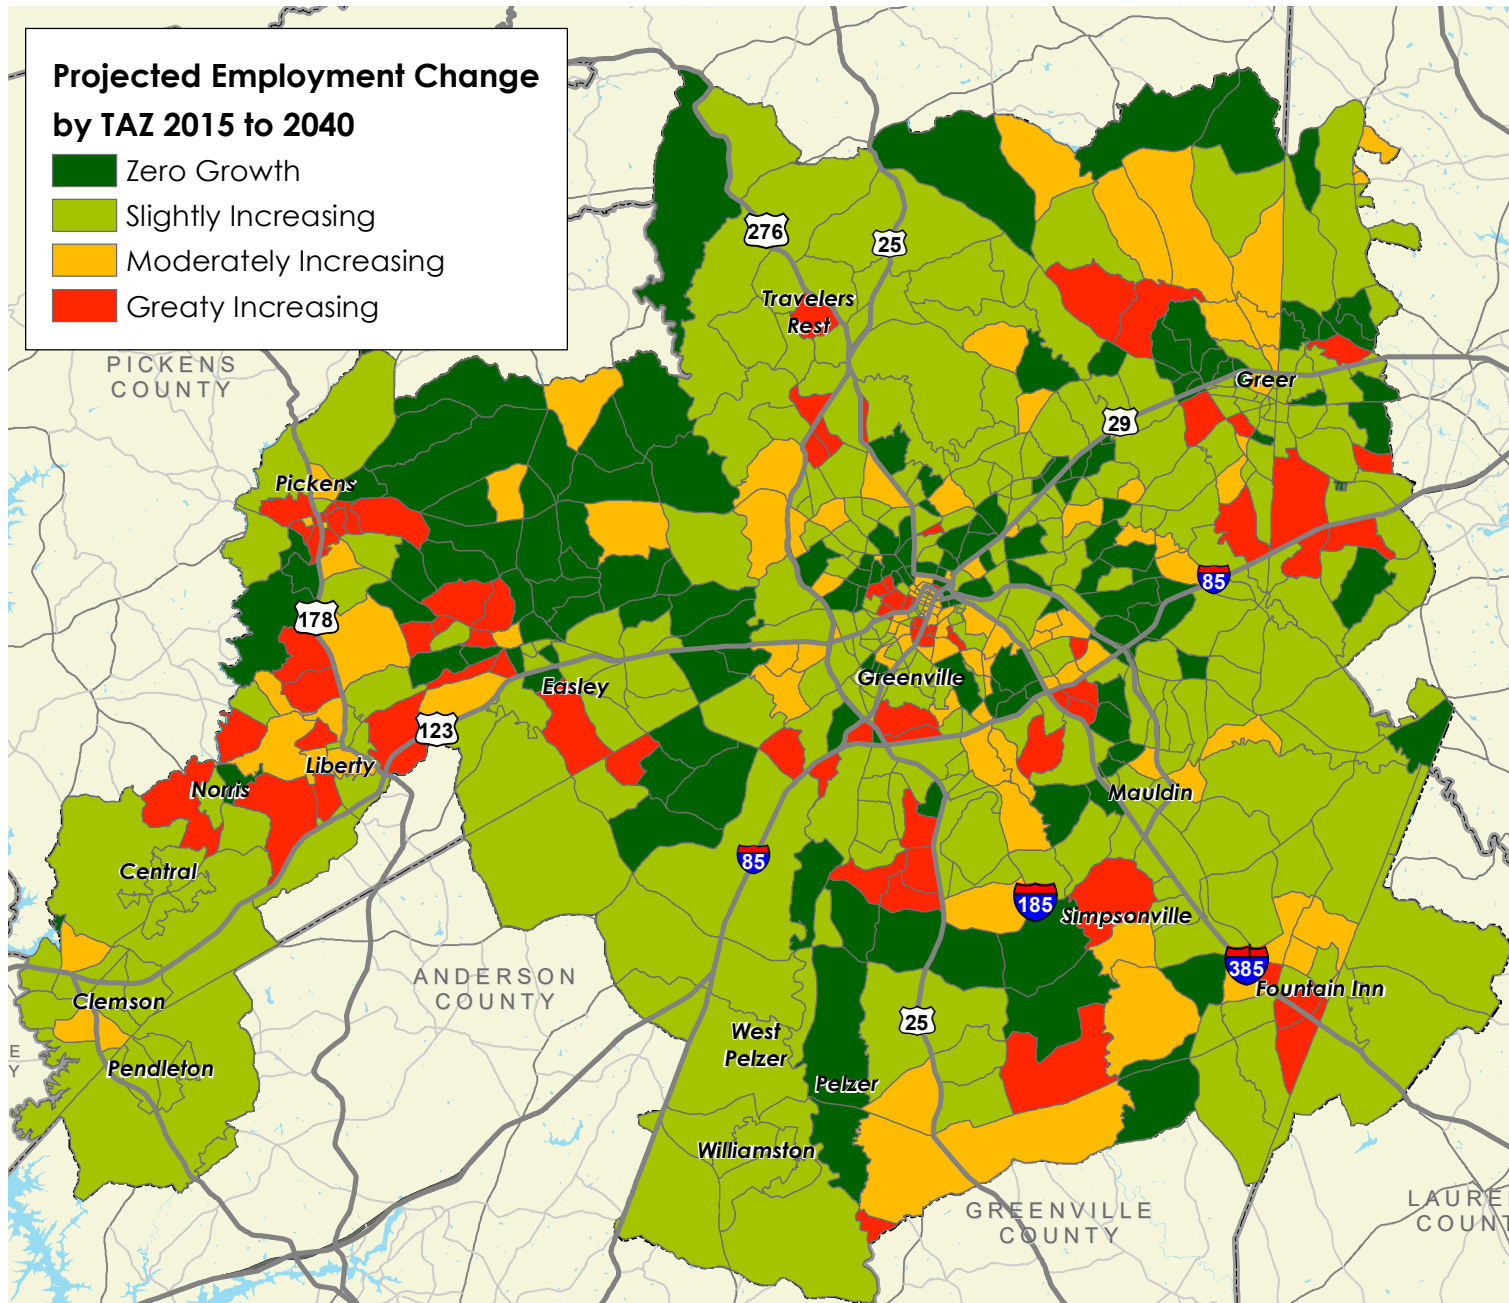 Projected Employment Change
by TAZ 2015 to 2040
Zero Growth
Slightly Increasing
Moderately Increasing
Greaty Increasing
276
25
Travelers
Rest
PICKENS
COUNTY
Greer
29
Pickens
85
178
Greenville
Easley
123
Liberty
Norris
Mauldin
Central
85
185
Simpsonville
ANDERSON
COUNTY
385
Fountain Inn
Clemson
25
West
Pelzer
E
Y
Pendleton
Pelzer
Williamston
GREENVILLE
COUNTY
LAURE
COUNT